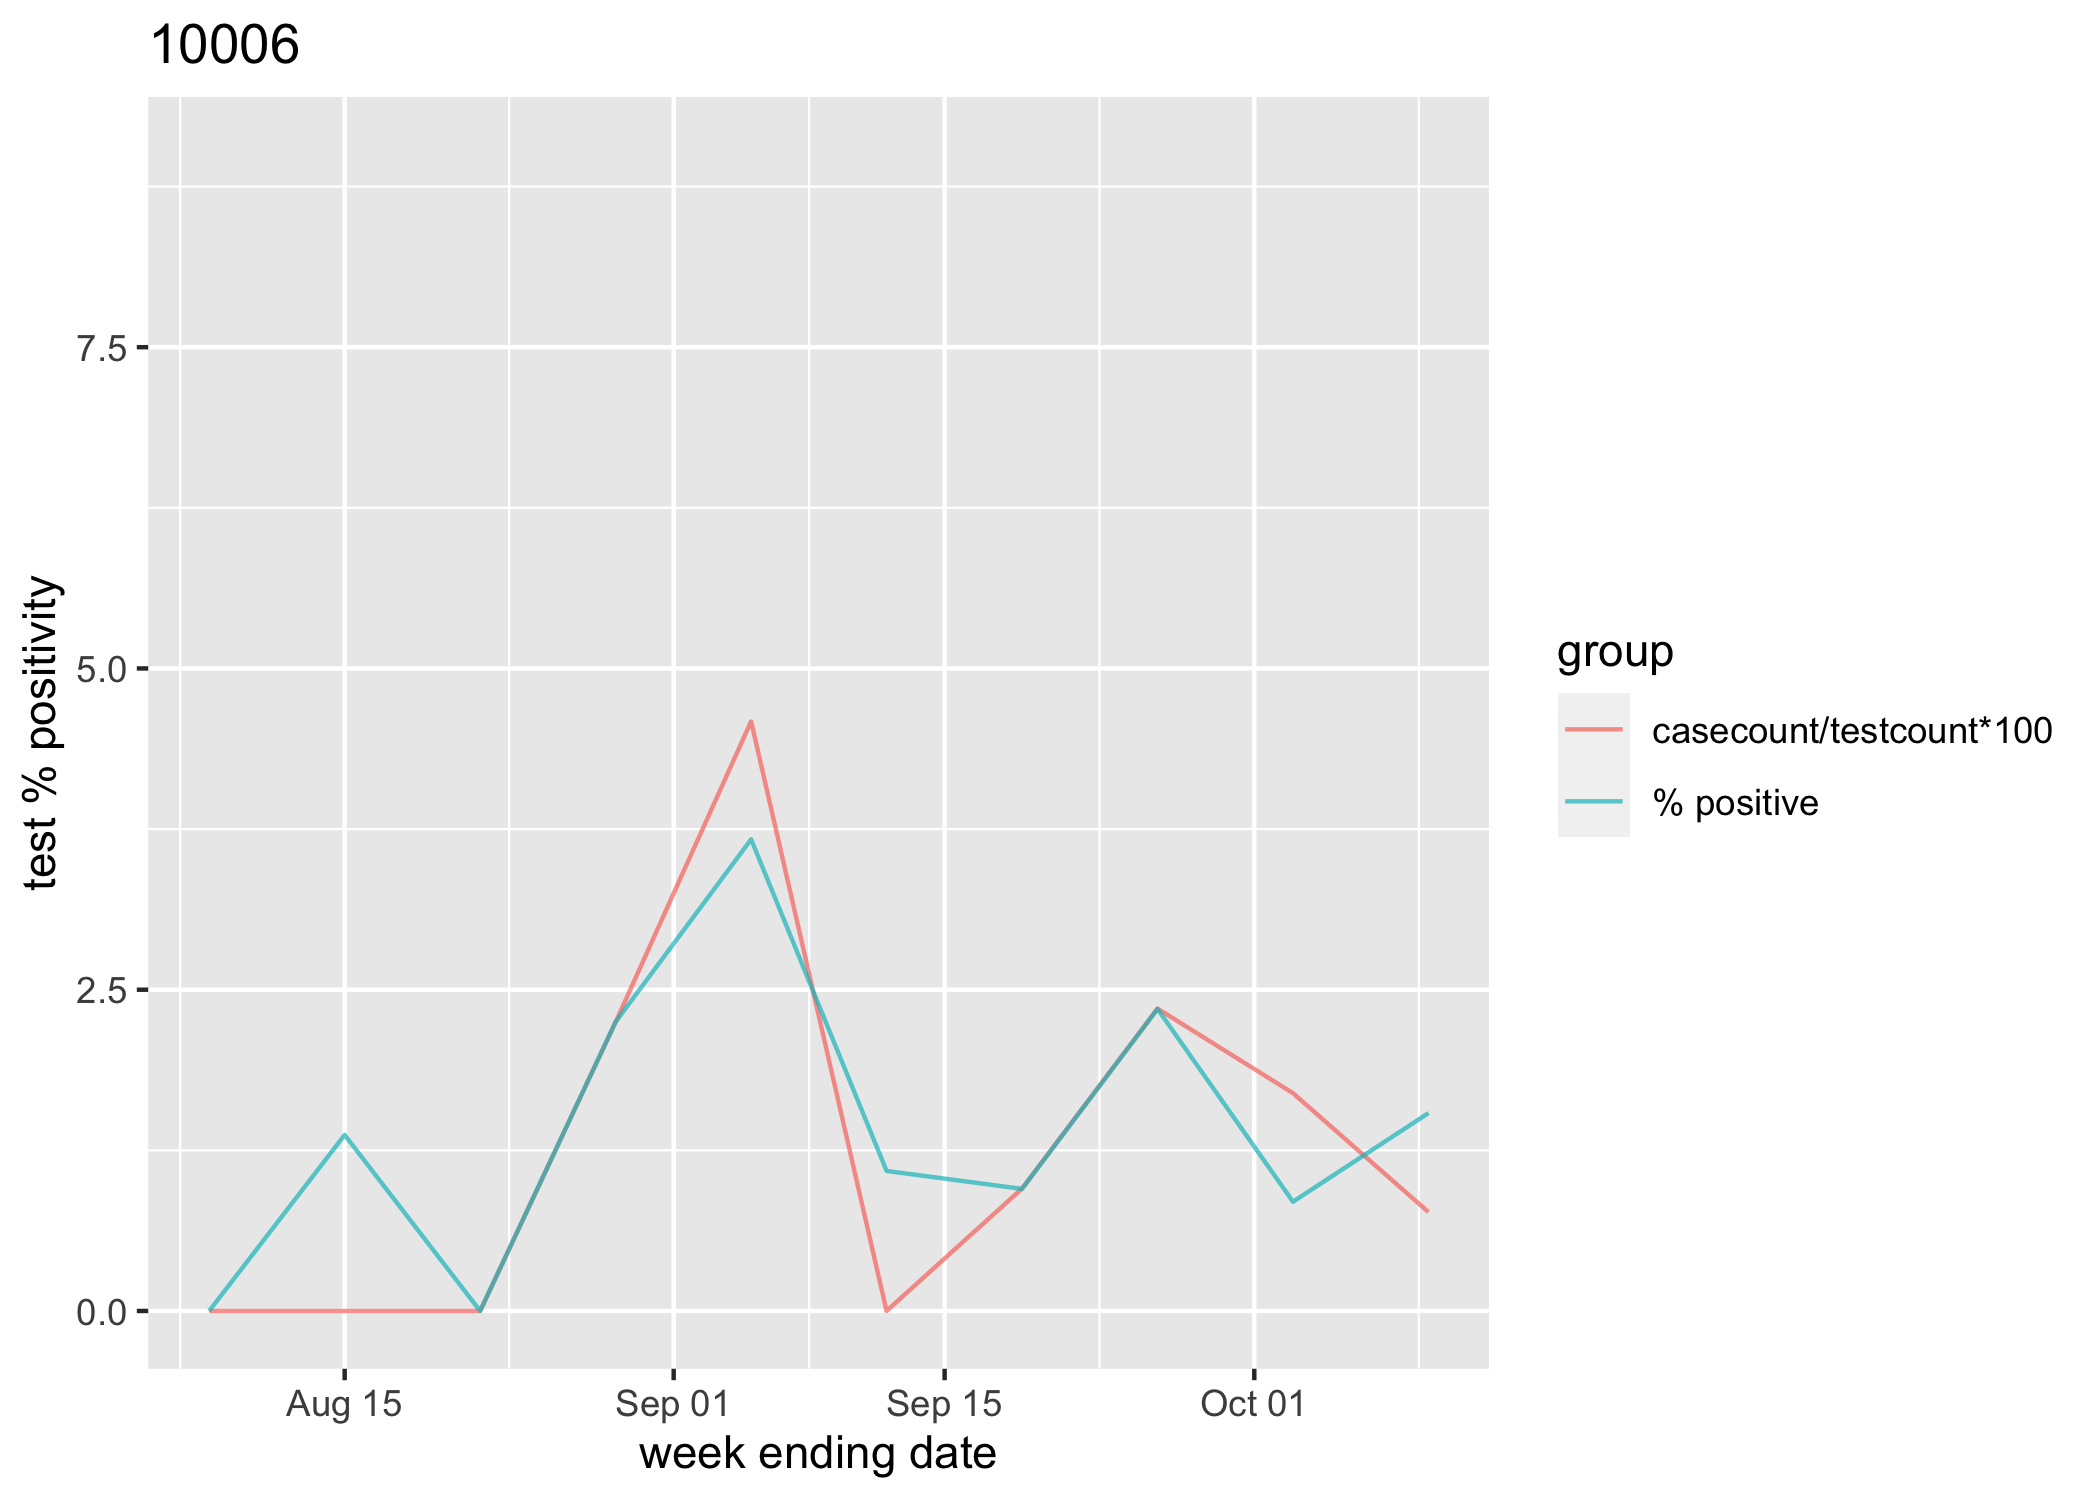 10006
7.5
5.0
2.5
0.0
test % positivity
Aug 15
Sep 01
Sep 15
Oct 01
week ending date
group
casecount/testcount*100
% positive